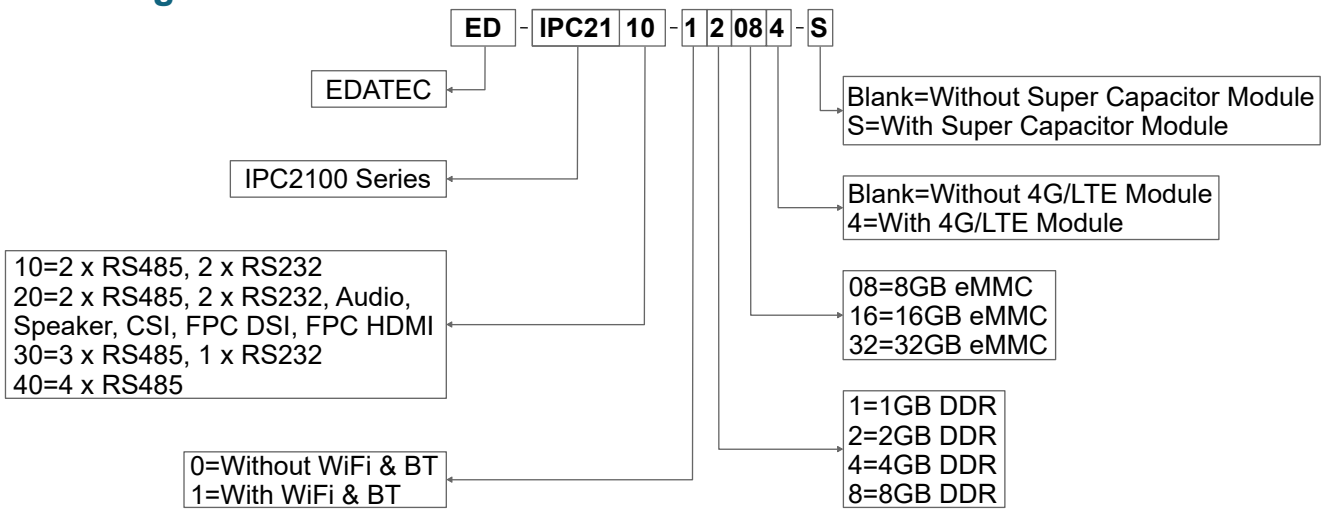 ED - IPC21 10 - 1 2 08 4 - S
EDATEC
Blank=Without Super Capacitor Module
S=With Super Capacitor Module
IPC2100 Series
Blank=Without 4G/LTE Module
4=With 4G/LTE Module
10=2 x RS485, 2 x RS232
20=2 x RS485, 2 x RS232, Audio,
Speaker, CSI, FPC DSI, FPC HDMI
30=3 x RS485, 1 x RS232
40=4 x RS485
08=8GB eMMC
16=16GB eMMC
32=32GB eMMC
1=1GB DDR
2=2GB DDR
4=4GB DDR
8=8GB DDR
0=Without WiFi & BT
1=With WiFi & BT